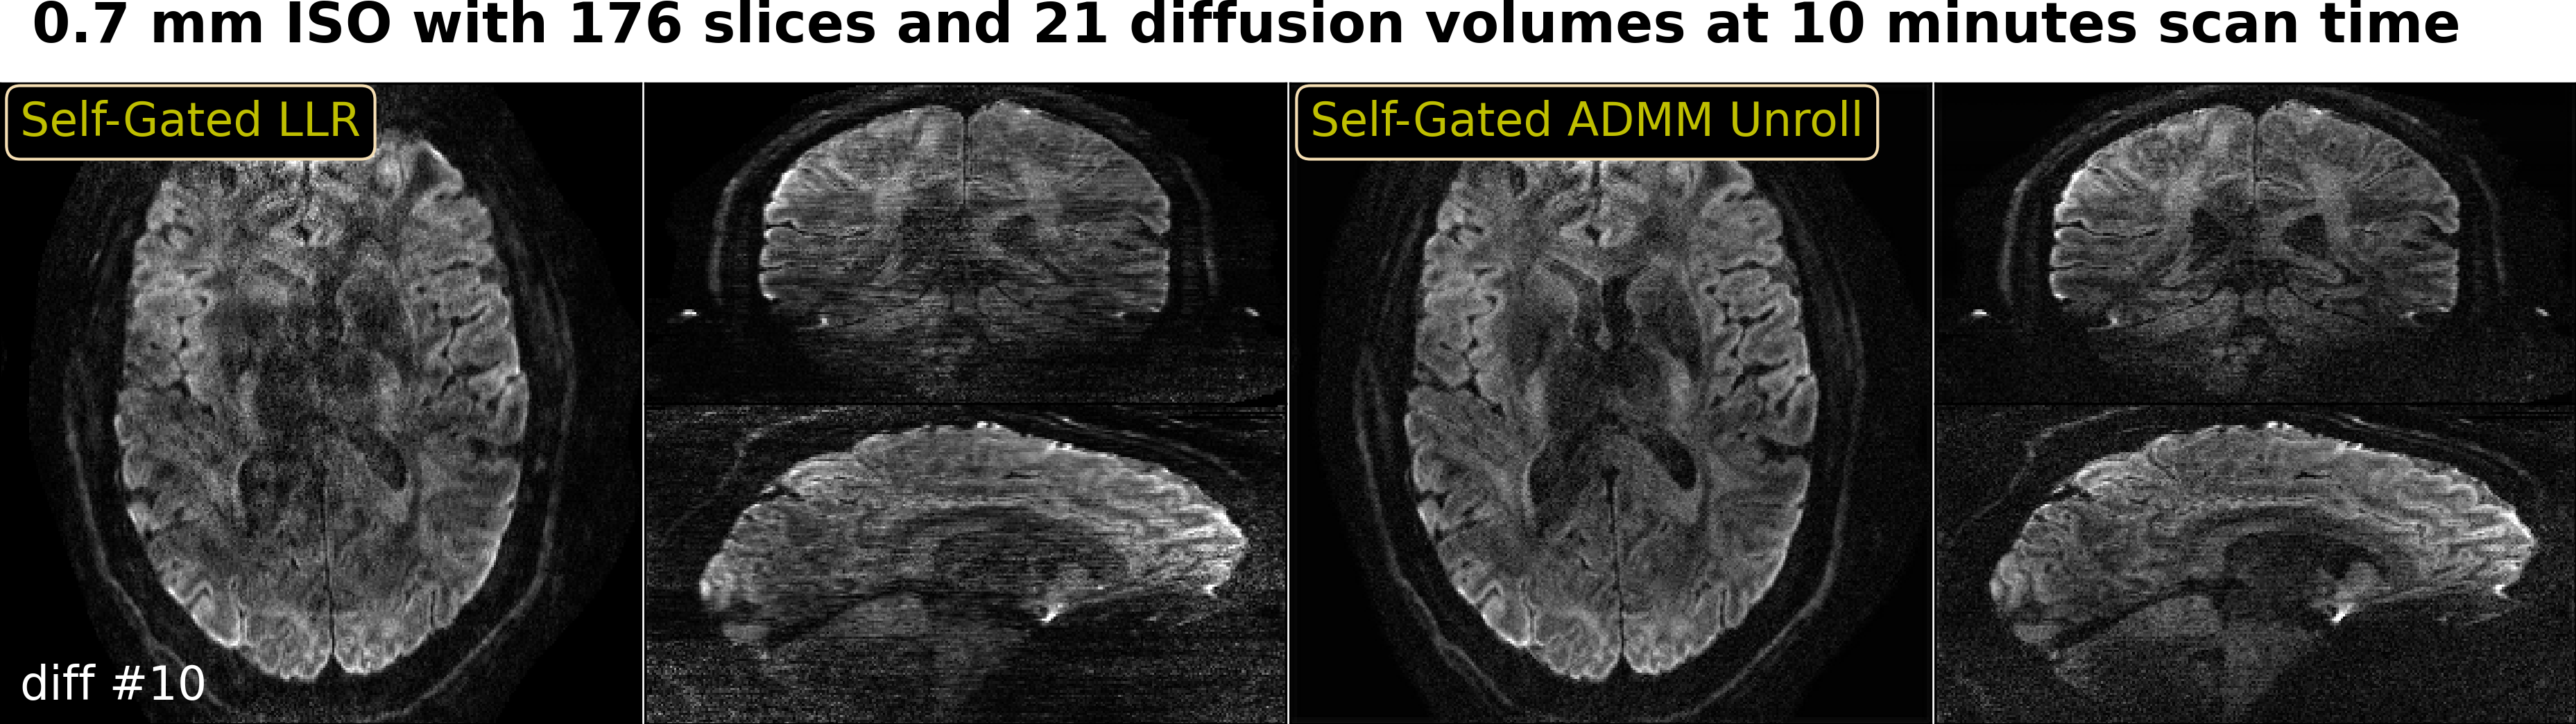 0.7 mm ISO with 176 slices and 21 diffusion volumes at 10 minutes scan time
Self-Gated LLR
Self-Gated ADMM Unroll
diff #10